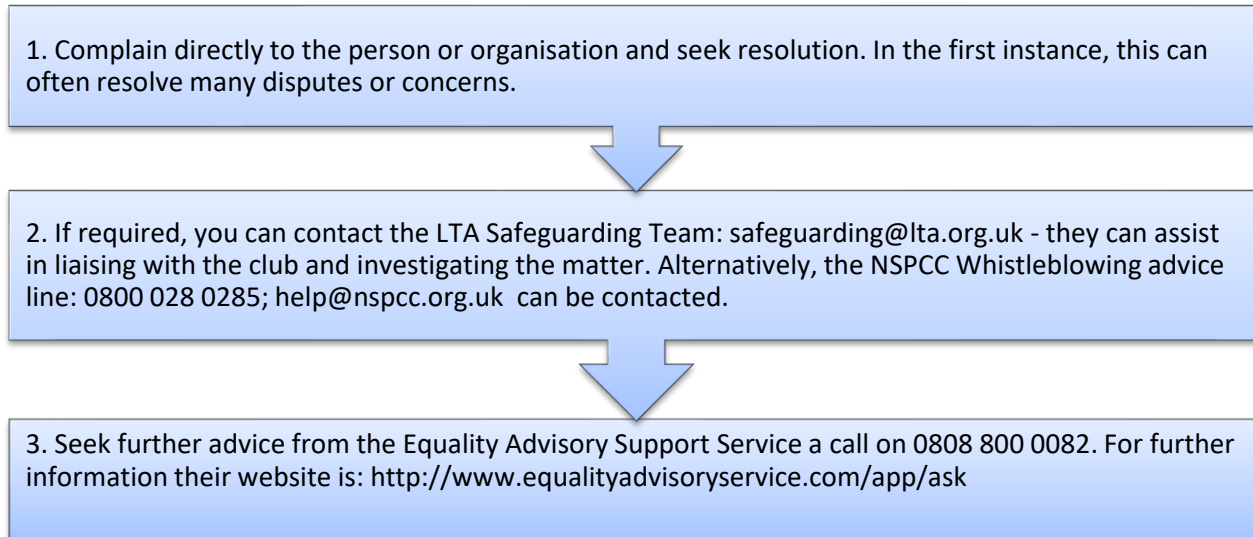 1. Complain directly to the person or organisation and seek resolution. In the first instance, this can
often resolve many disputes or concerns.
2. If required, you can contact the LTA Safeguarding Team: safeguarding@lta.org.uk - they can assist
in liaising with the club and investigating the matter. Alternatively, the NSPCC Whistleblowing advice
line: 0800 028 0285; help@nspcc.org.uk can be contacted.
3. Seek further advice from the Equality Advisory Support Service a call on 0808 800 0082. For further
information their website is: http://www.equalityadvisoryservice.com/app/ask